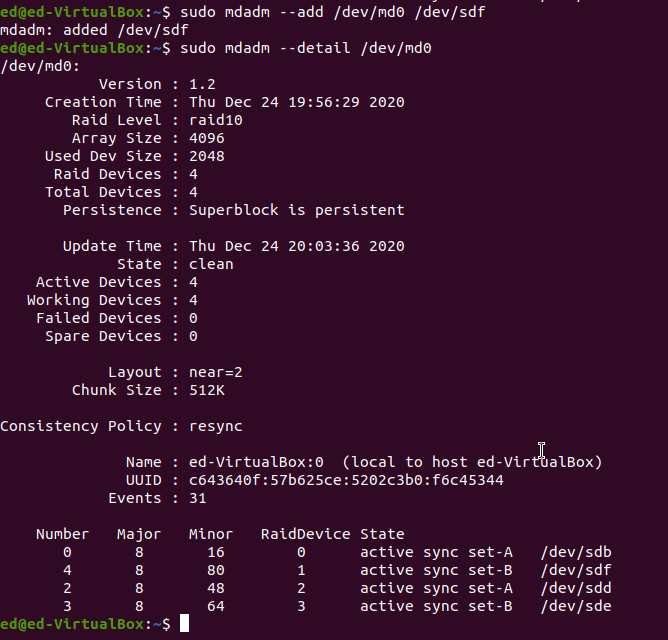 ed@ed-VirtualBox:~$ sudo mdadm --add /dev/md0 /dev/sdf
mdadm: added /dev/sdf
ed@ed-VirtualBox:~$ sudo mdadm --detail /dev/md0
/dev/md0:
           Version : 1.2
     Creation Time : Thu Dec 24 19:56:29 2020
        Raid Level : raid10
        Array Size : 4096
     Used Dev Size : 2048
      Raid Devices : 4
     Total Devices : 4
       Persistence : Superblock is persistent

       Update Time : Thu Dec 24 20:03:36 2020
             State : clean
    Active Devices : 4
   Working Devices : 4
    Failed Devices : 0
     Spare Devices : 0

            Layout : near=2
        Chunk Size : 512K

Consistency Policy : resync

              Name : ed-VirtualBox:0  (local to host ed-VirtualBox)
              UUID : c643640f:57b625ce:5202c3b0:f6c45344
            Events : 31

    Number   Major   Minor   RaidDevice State
       0       8       16        0      active sync set-A   /dev/sdb
       4       8       80        1      active sync set-B   /dev/sdf
       2       8       48        2      active sync set-A   /dev/sdd
       3       8       64        3      active sync set-B   /dev/sde
ed@ed-VirtualBox:~$